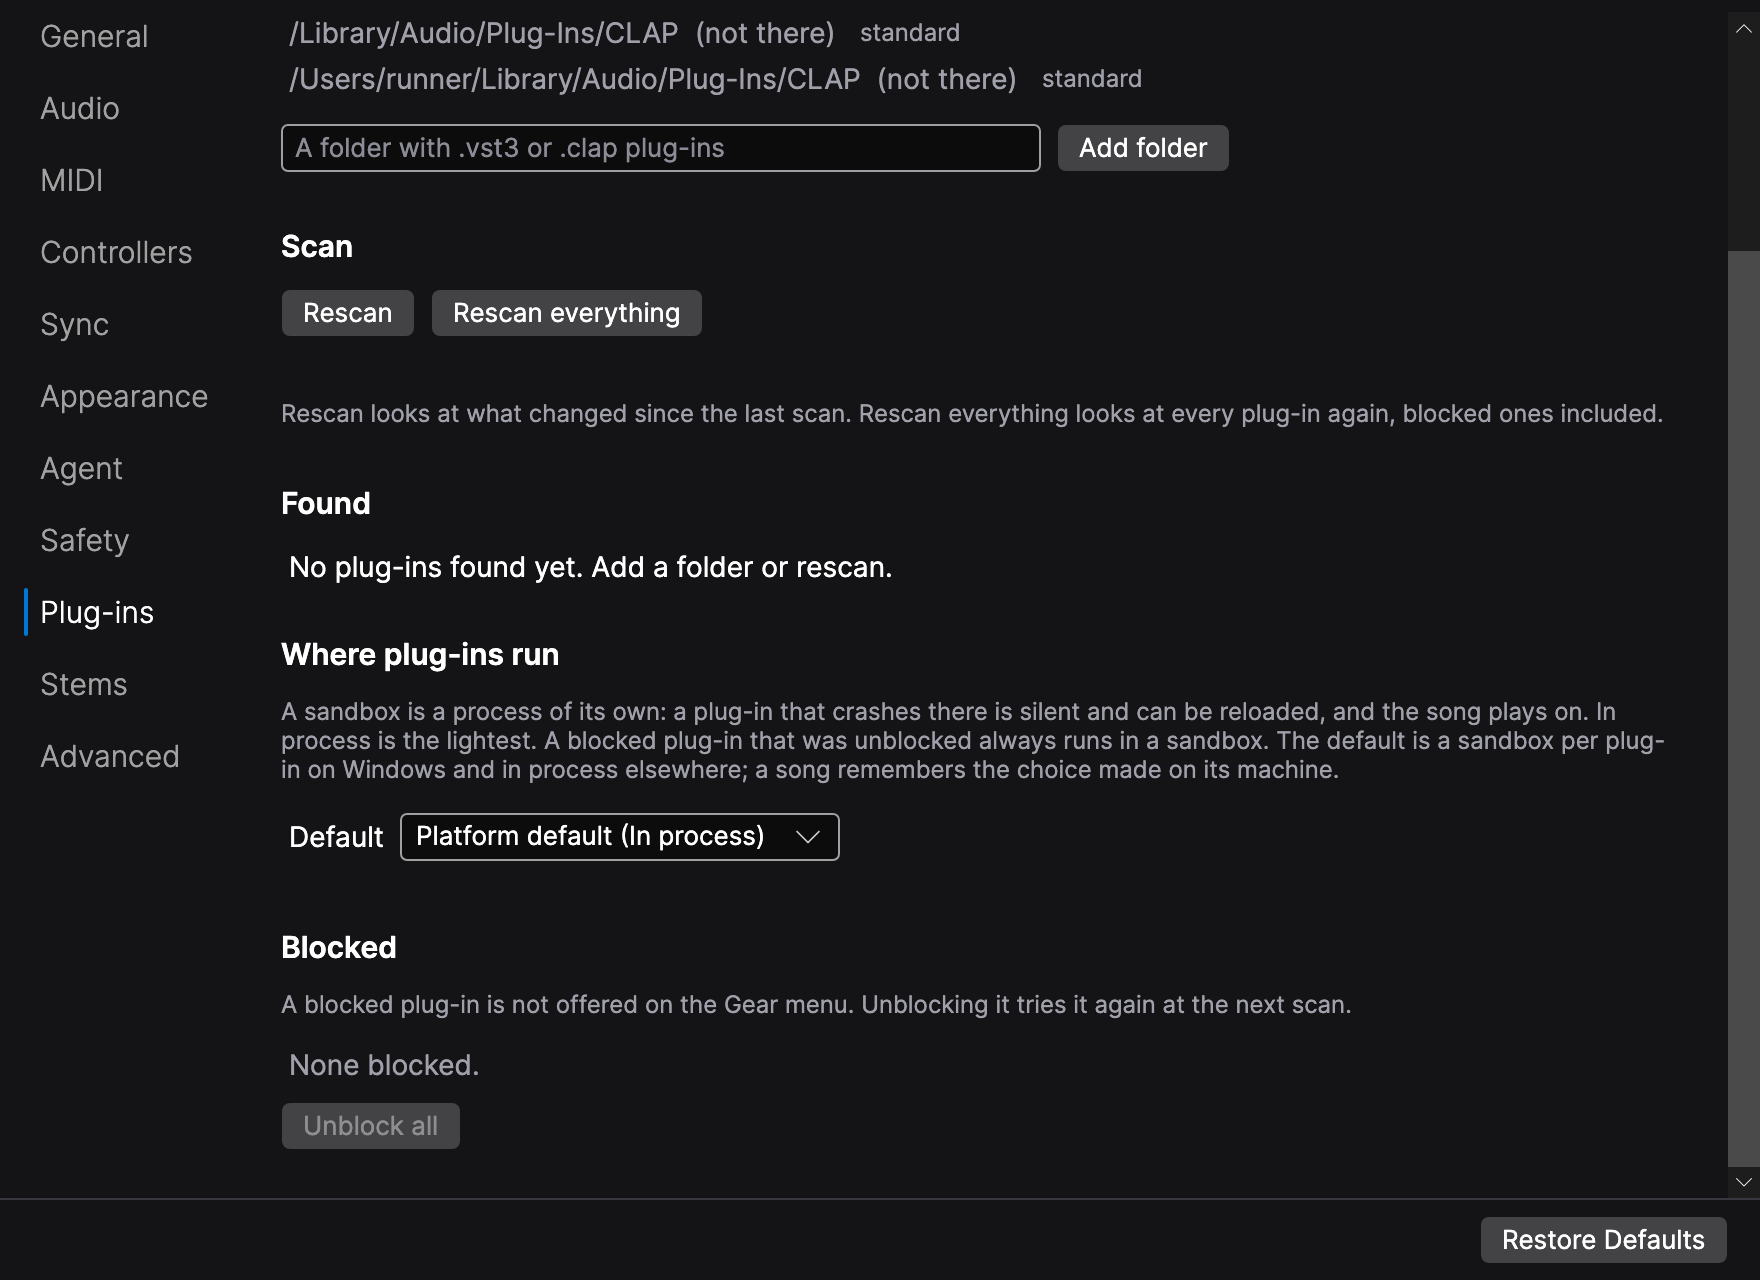 General
Audio
MIDI
Controllers
Sync
Appearance
Agent
Safety
Plug-ins
Stems
Advanced
/Library/Audio/Plug-Ins/CLAP (not there) standard
/Users/runner/Library/Audio/Plug-Ins/CLAP (not there) standard
A folder with .vst3 or .clap plug-ins Add folder
Scan
Rescan Rescan everything
Rescan looks at what changed since the last scan. Rescan everything looks at every plug-in again, blocked ones included.
Found
No plug-ins found yet. Add a folder or rescan.
Where plug-ins run
A sandbox is a process of its own: a plug-in that crashes there is silent and can be reloaded, and the song plays on. In
process is the lightest. A blocked plug-in that was unblocked always runs in a sandbox. The default is a sandbox per plug-
in on Windows and in process elsewhere; a song remembers the choice made on its machine.
Default Platform default (In process)
Blocked
A blocked plug-in is not offered on the Gear menu. Unblocking it tries it again at the next scan.
None blocked.
Unblock all
Restore Defaults